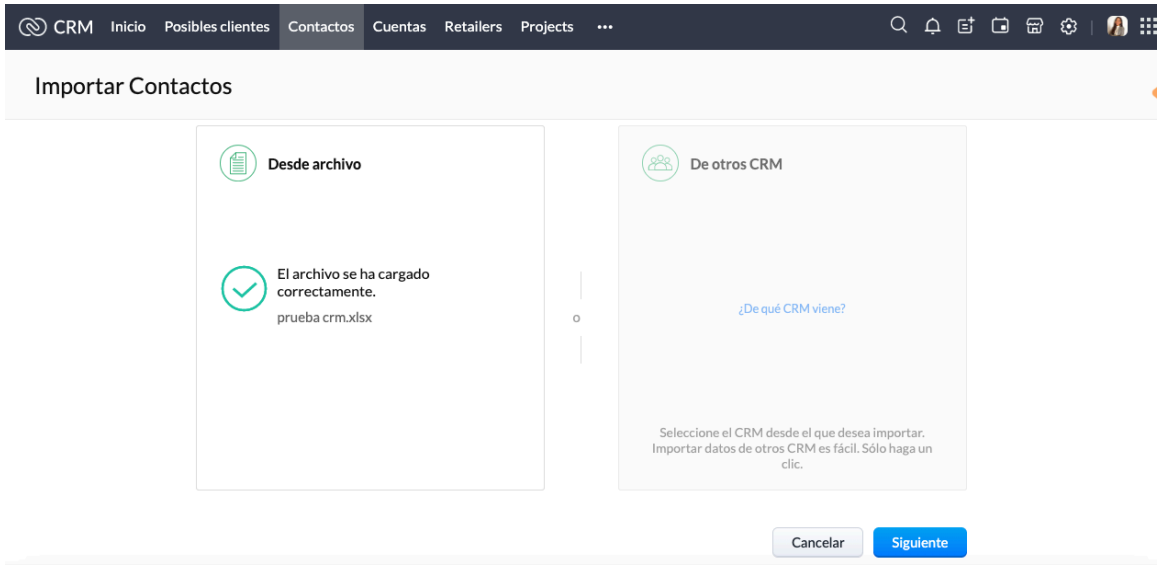 CRM Inicio Posibles clientes Contactos Cuentas Retailers Projects ...
Importar Contactos
Desde archivo
El archivo se ha cargado
correctamente.
prueba crm.xlsx
o
De otros CRM
¿De qué CRM viene?
Seleccione el CRM desde el que desea importar.
Importar datos de otros CRM es fácil. Sólo haga un
clic.
Cancelar Siguiente